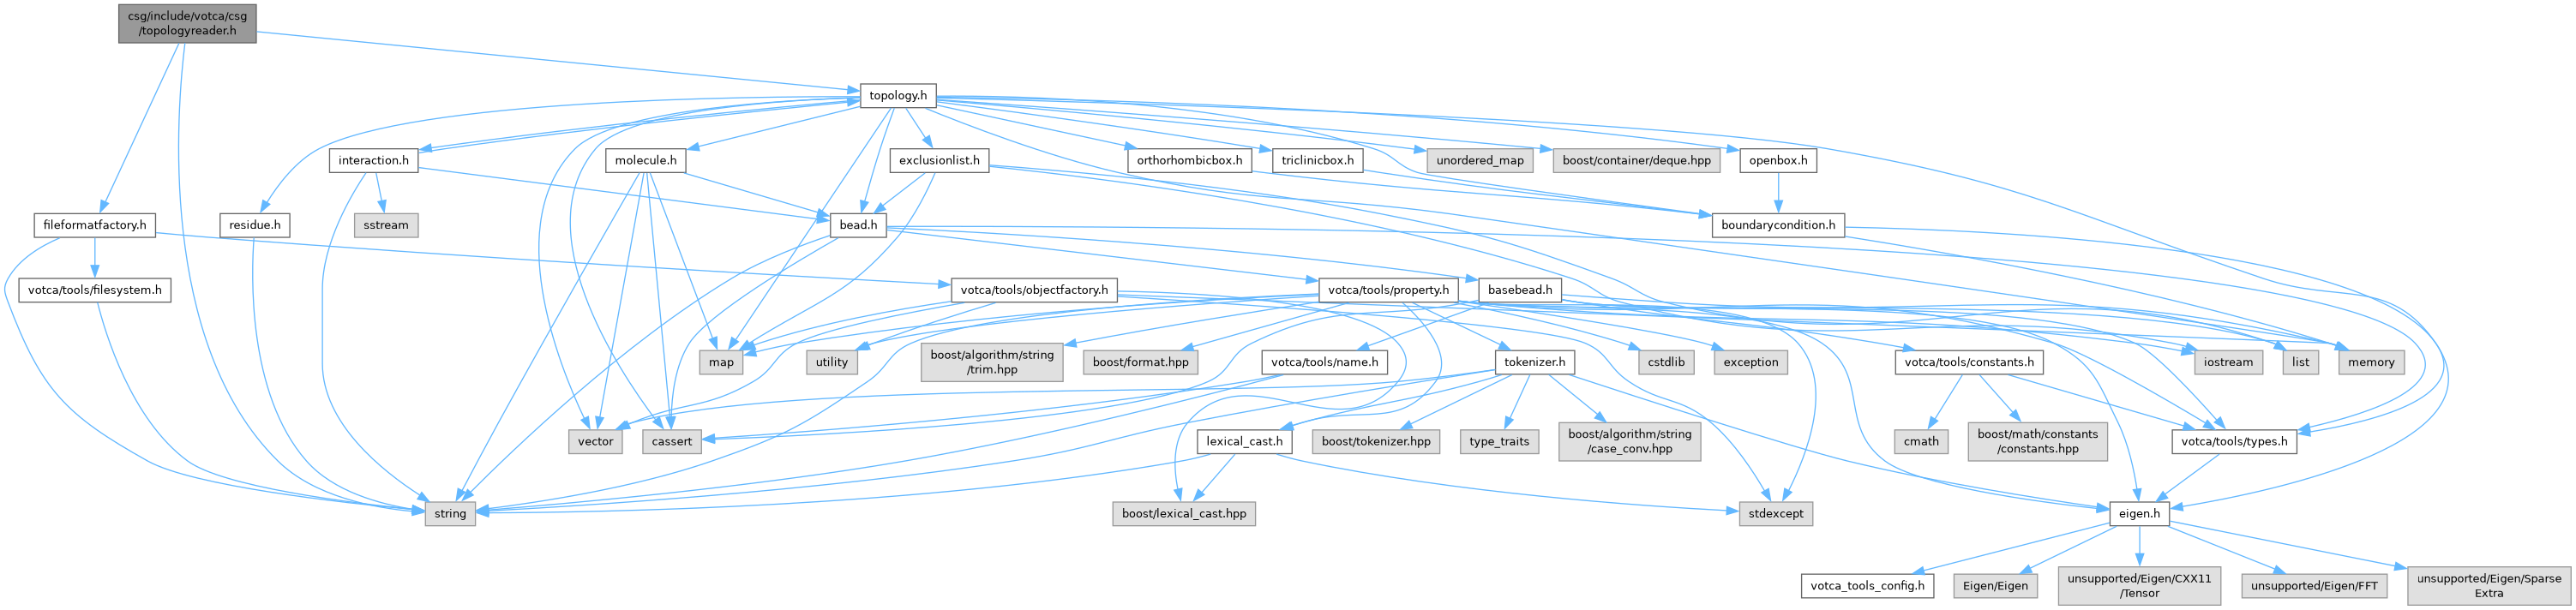 csg/include/votca/csg
/topologyreader.h
topology.h
interaction.h
molecule.h
exclusionlist.h
orthorhombicbox.h
triclinicbox.h
unordered_map
boost/container/deque.hpp
openbox.h
fileformatfactory.h
residue.h
sstream
bead.h
boundarycondition.h
votca/tools/filesystem.h
votca/tools/objectfactory.h
votca/tools/property.h
basebead.h
map
utility
boost/algorithm/string
/trim.hpp
boost/format.hpp
votca/tools/name.h
tokenizer.h
cstdlib
exception
votca/tools/constants.h
iostream
list
memory
vector
cassert
lexical_cast.h
boost/tokenizer.hpp
type_traits
boost/algorithm/string
/case_conv.hpp
cmath
boost/math/constants
/constants.hpp
votca/tools/types.h
string
boost/lexical_cast.hpp
stdexcept
eigen.h
votca_tools_config.h
Eigen/Eigen
unsupported/Eigen/CXX11
/Tensor
unsupported/Eigen/FFT
unsupported/Eigen/Sparse
Extra